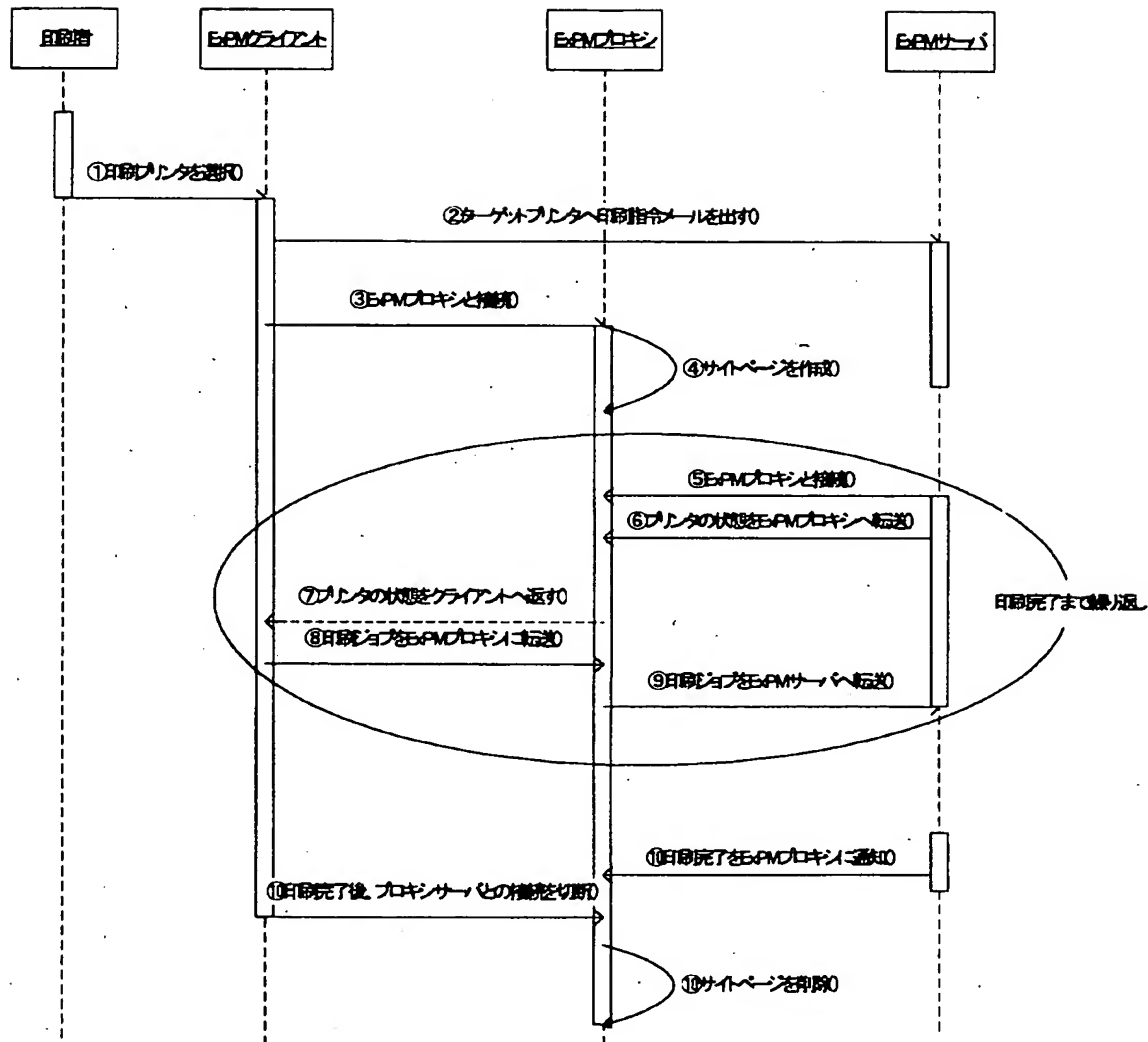 印刷者
ExPMクライアント
ExPMプロキシ
ExPMサーバ
①印刷プリンタを選択()
②ターゲットプリンタへ印刷指令メールを出す()
③ExPMプロキシと接続()
④サイトページを作成()
⑤ExPMプロキシと接続()
⑥プリンタの状態をExPMプロキシへ転送()
⑦プリンタの状態をクライアントへ返す()
印刷完了まで繰り返し
⑧印刷ジョブをExPMプロキシに転送()
⑨印刷ジョブをExPMサーバへ転送()
⑩印刷完了をExPMプロキシに通知()
⑩印刷完了後、プロキシサーバとの接続を切断()
⑩サイトページを削除()